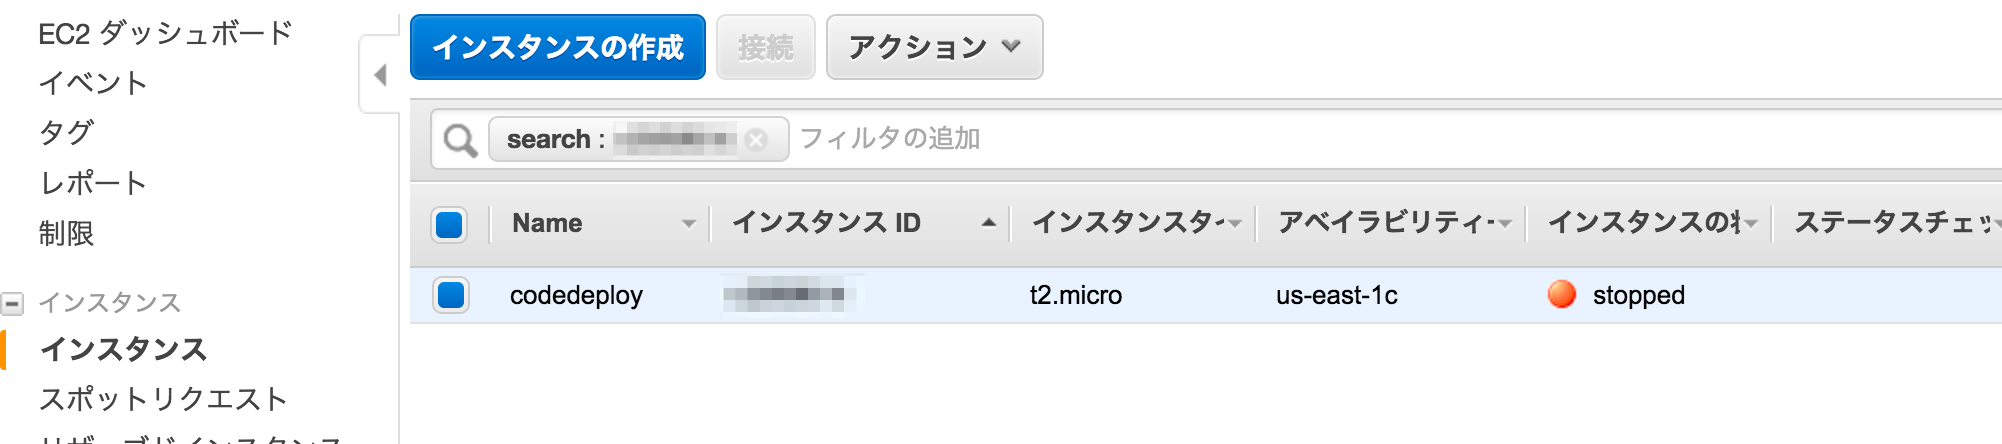 EC2 ダッシュボード
イベント
タグ
レポート
制限
インスタンス
インスタンス
スポットリクエスト
インスタンスの作成 接続 アクション
search : フィルタの追加
Name インスタンス ID インスタンスター アベイラビリティー インスタンスの ステータスチェッ
codedeploy t2.micro us-east-1c stopped